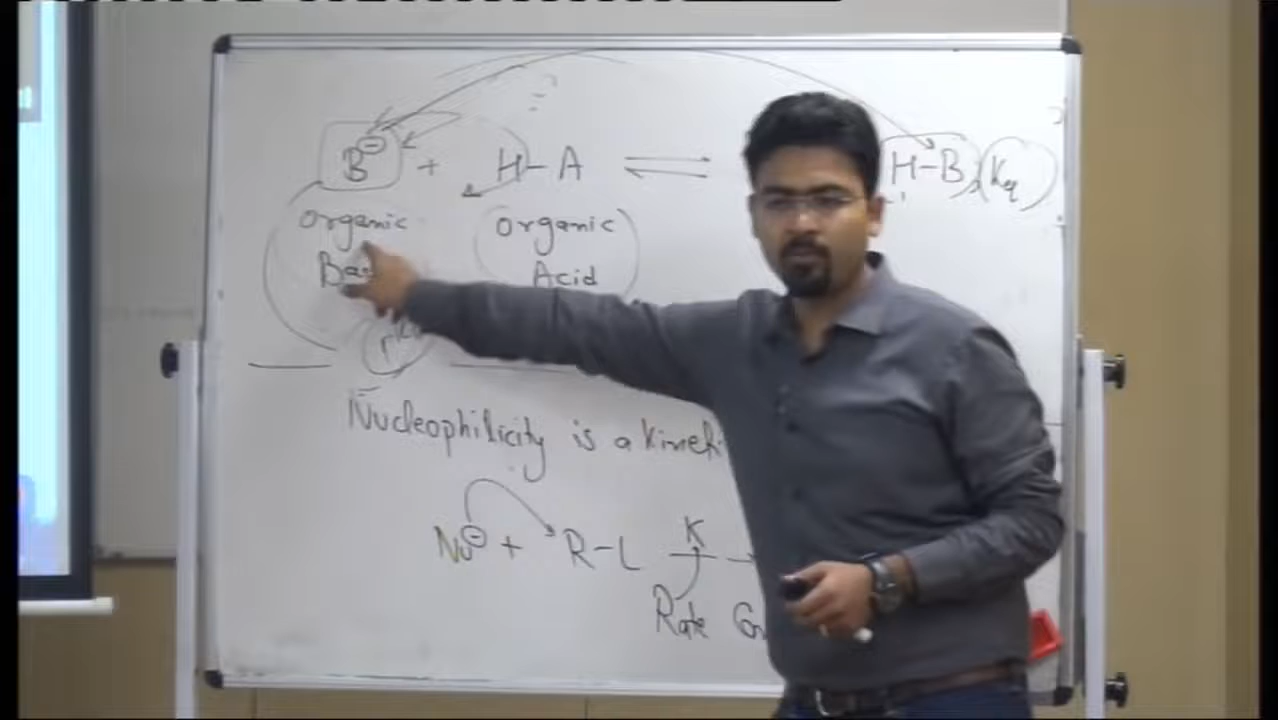 B⊖ + H-A ⇌ H-B, Keq
organic organic
Acid
Nucleophilicity is a
Nu⊖ + R-L K
Rate